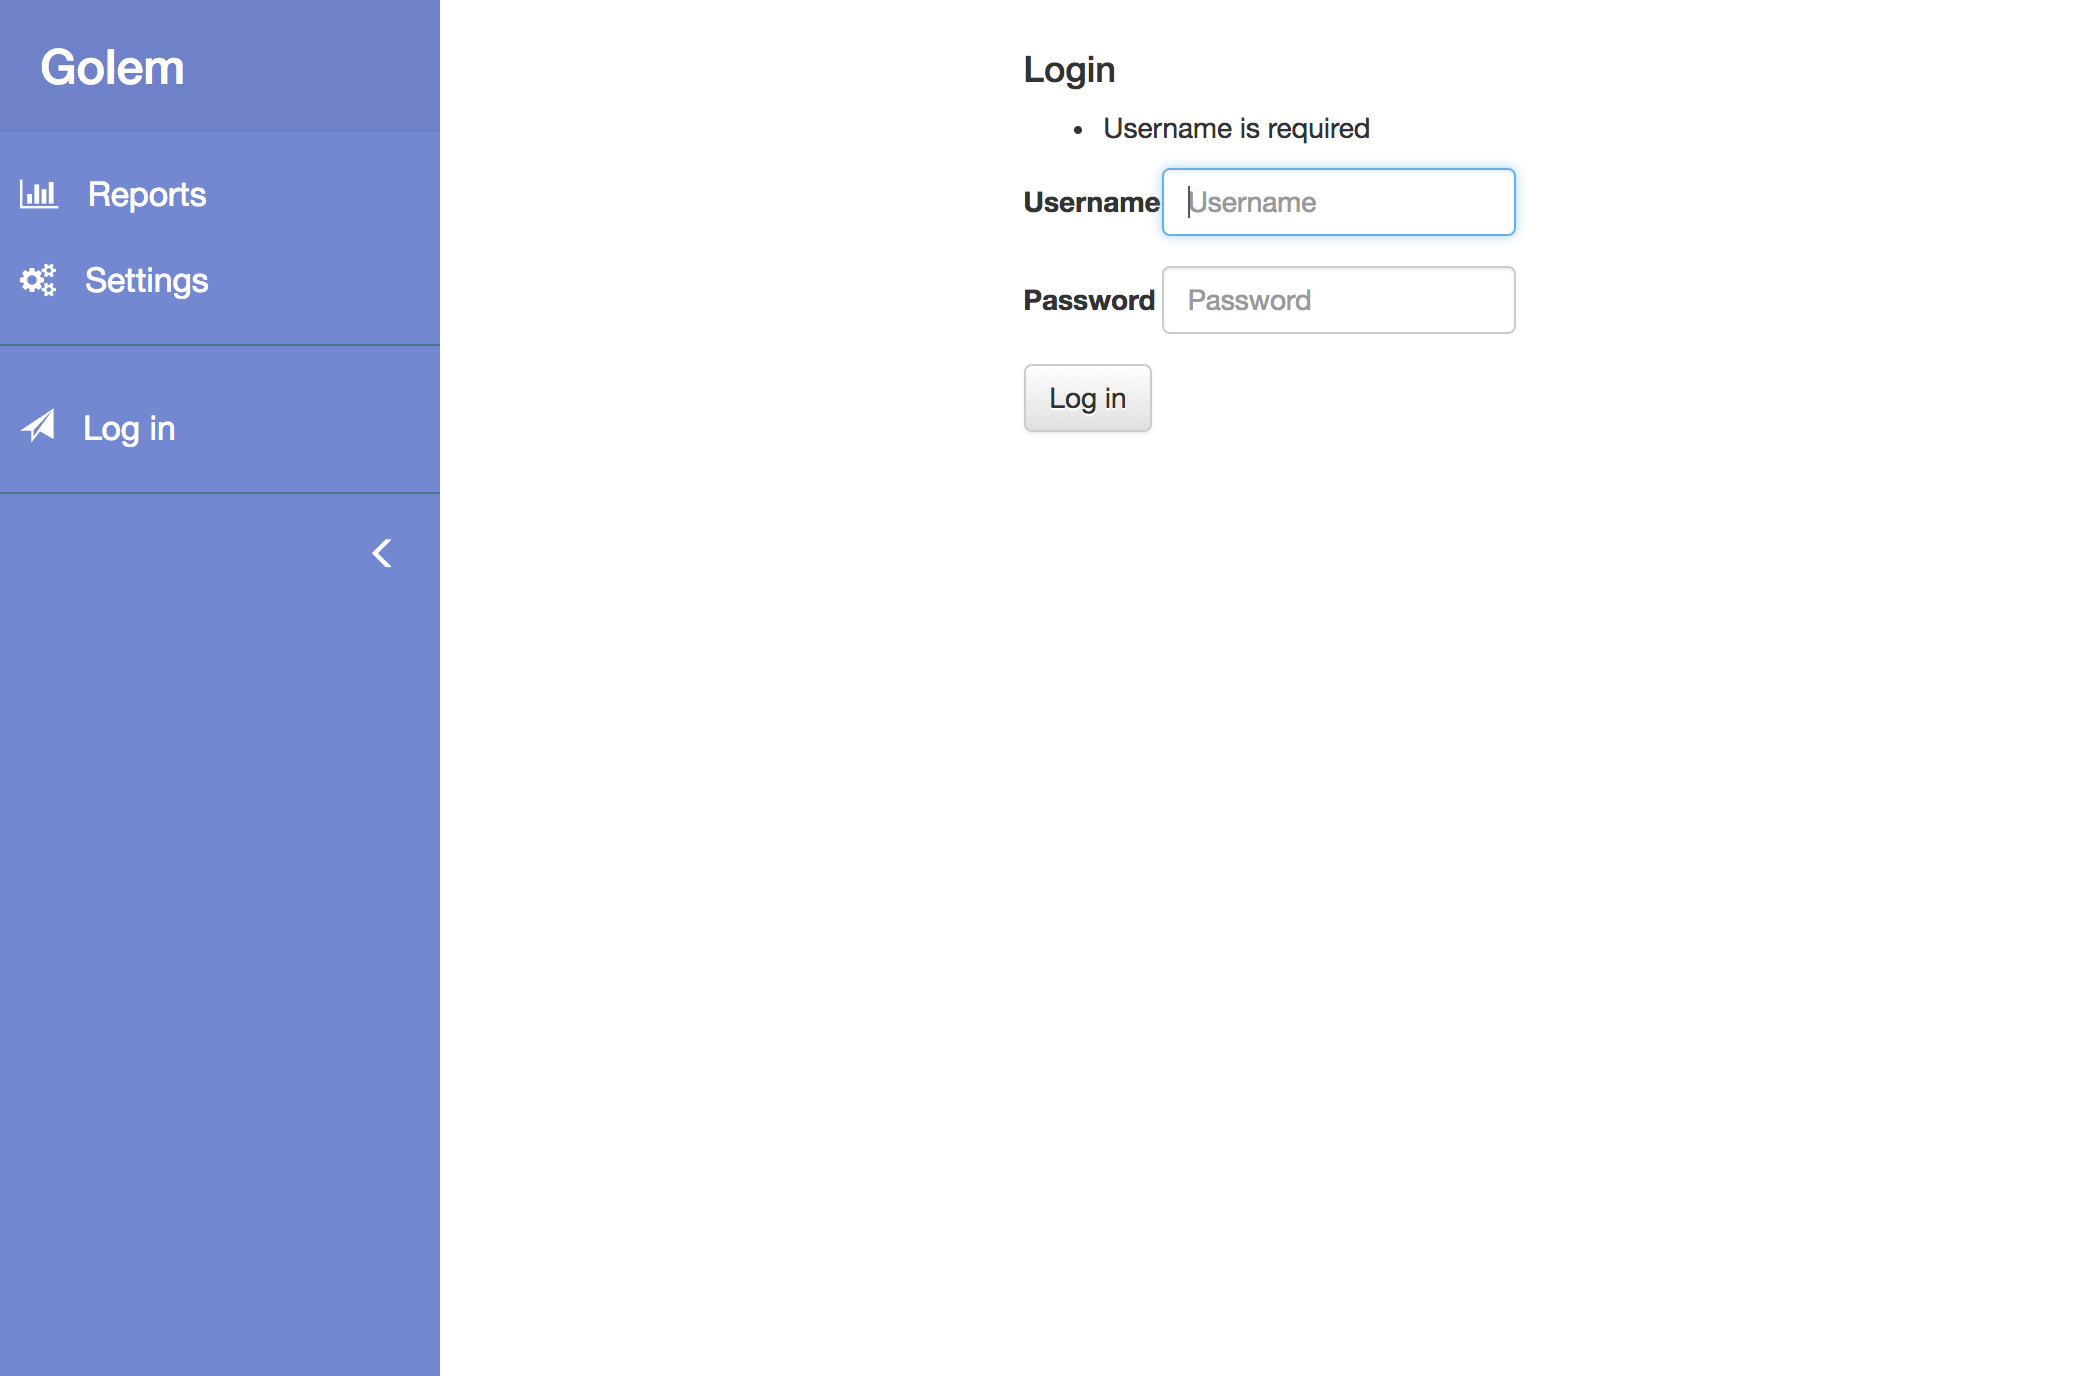 Golem
Reports
Settings
Log in
Login
• Username is required
Username Username
Password Password
Log in